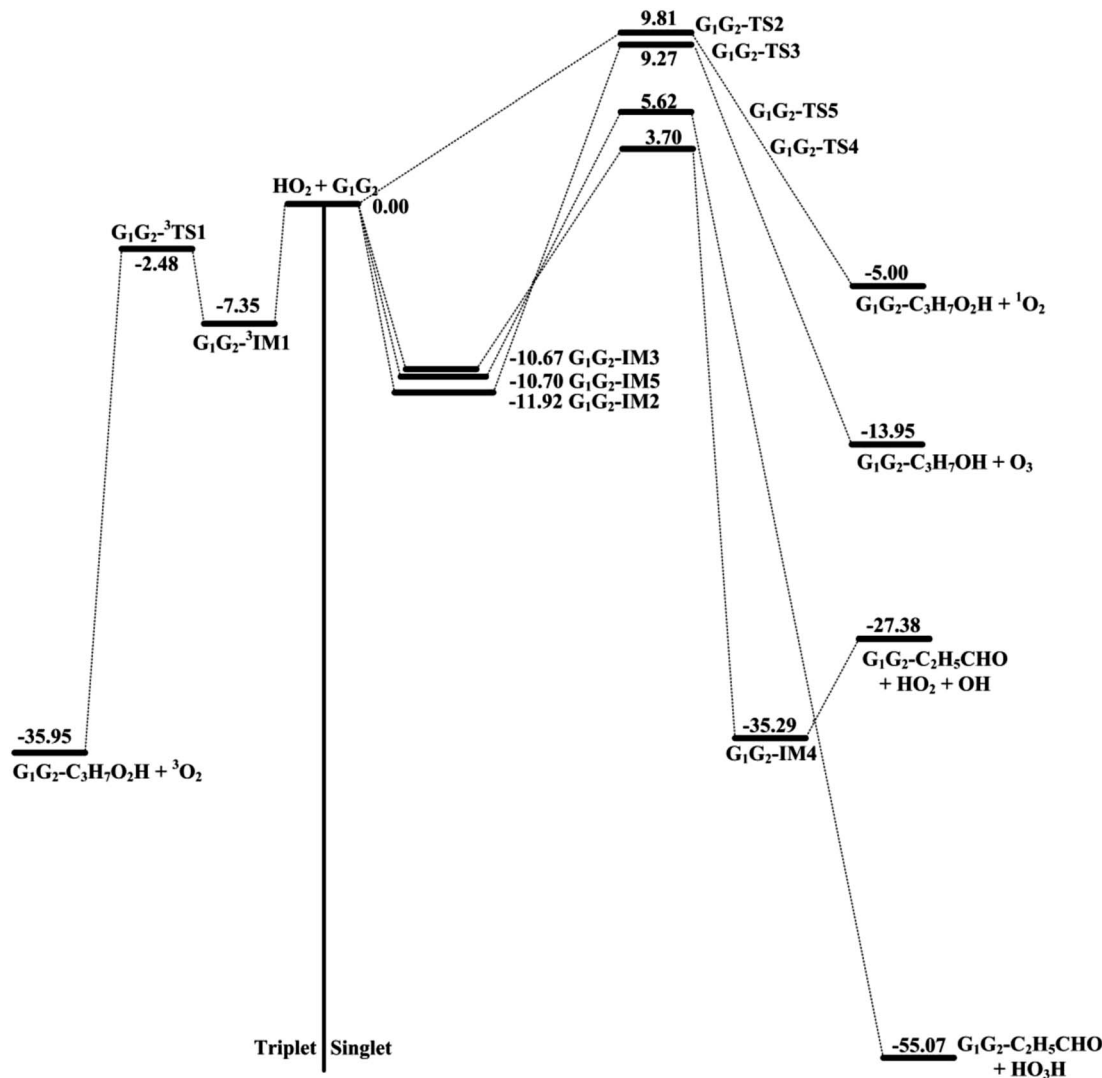 9.81 G₁G₂-TS2
G₁G₂-TS3
9.27
5.62
G₁G₂-TS5
3.70
G₁G₂-TS4
HO₂ + G₁G₂
0.00
G₁G₂-³TS1
-2.48
-7.35
G₁G₂-³IM1
-5.00
G₁G₂-C₃H₇O₂H + ¹O₂
-10.67 G₁G₂-IM3
-10.70 G₁G₂-IM5
-11.92 G₁G₂-IM2
-13.95
G₁G₂-C₃H₇OH + O₃
-27.38
G₁G₂-C₂H₅CHO
+ HO₂ + OH
-35.95
G₁G₂-C₃H₇O₂H + ³O₂
-35.29
G₁G₂-IM4
Triplet Singlet
-55.07 G₁G₂-C₂H₅CHO
+ HO₃H